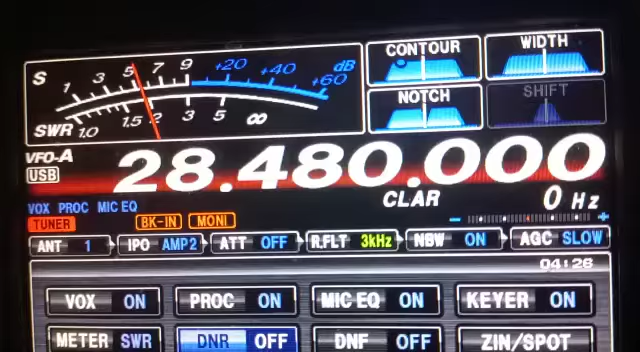 CONTOUR WIDTH
S 1 3 5 7 9 +20 +40 +60 dB
NOTCH SHIFT
SWR 1.0 1.5 2 3 5 ∞
VFO-A
28.480.000
USB
CLAR 0 Hz
VOX PROC MIC EQ
TUNER BK-IN MONI - +
ANT 1 IPO AMP2 ATT OFF R.FLT 3kHz NBW ON AGC SLOW
04:26
VOX ON PROC ON MIC EQ ON KEYER ON
METER SWR DNR OFF DNF OFF ZIN/SPOT